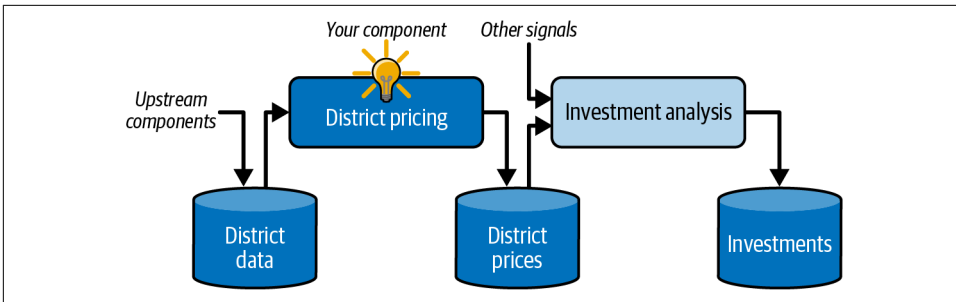 Your component
Other signals
Upstream
components
District pricing
Investment analysis
District
data
District
prices
Investments